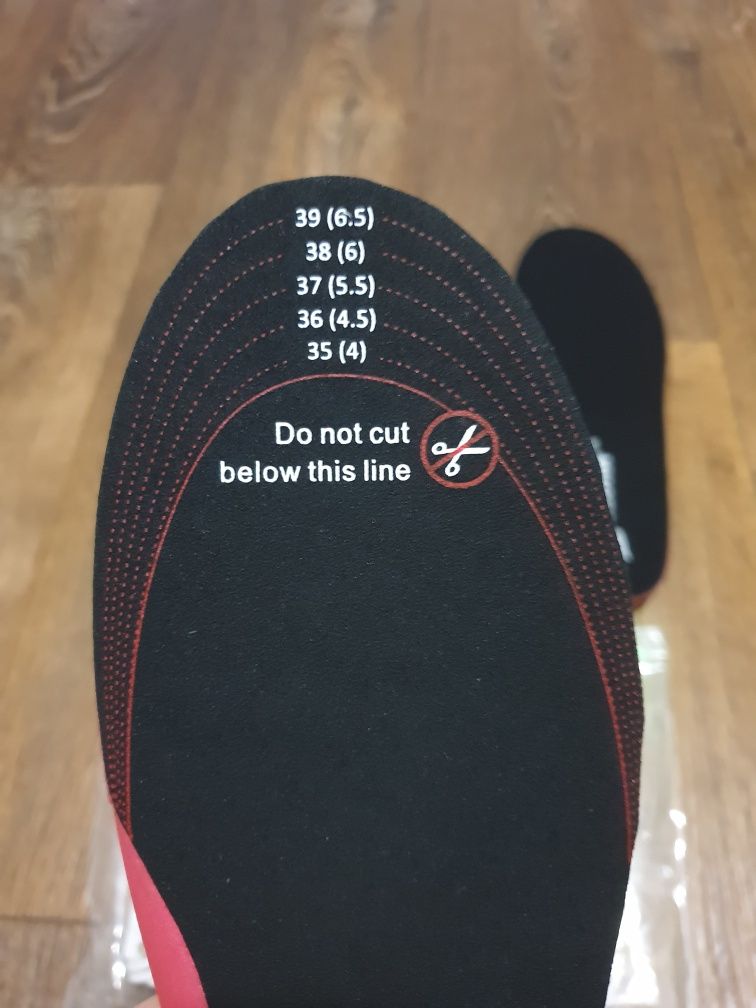 39 (6.5)
38 (6)
37 (5.5)
36 (4.5)
35 (4)
Do not cut
below this line